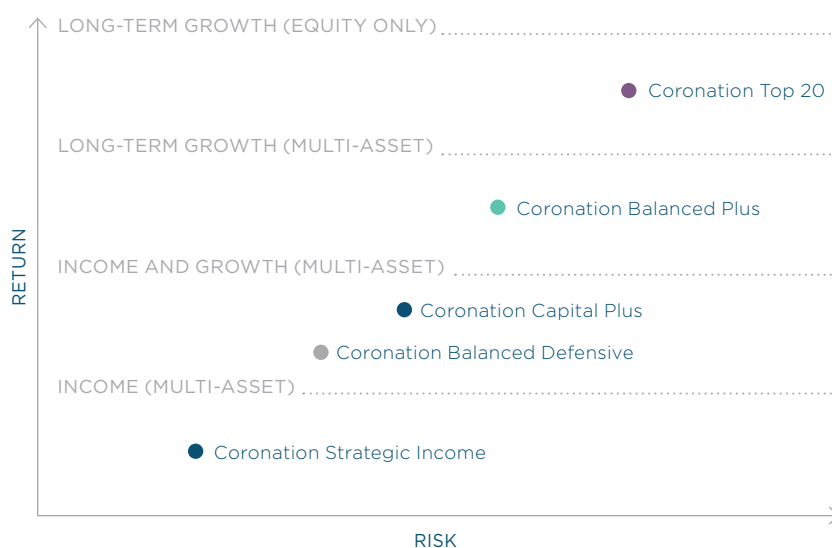 LONG-TERM GROWTH (EQUITY ONLY)
Coronation Top 20
LONG-TERM GROWTH (MULTI-ASSET)
Coronation Balanced Plus
RETURN
INCOME AND GROWTH (MULTI-ASSET)
Coronation Capital Plus
Coronation Balanced Defensive
INCOME (MULTI-ASSET)
Coronation Strategic Income
RISK